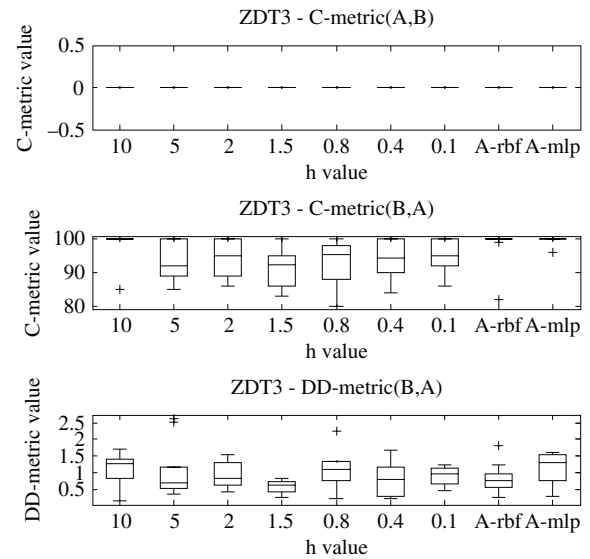 ZDT3 - C-metric(A,B)
C-metric value
0.5
0
−0.5
10 5 2 1.5 0.8 0.4 0.1 A-rbf A-mlp
h value
ZDT3 - C-metric(B,A)
C-metric value
100
90
80
10 5 2 1.5 0.8 0.4 0.1 A-rbf A-mlp
h value
ZDT3 - DD-metric(B,A)
DD-metric value
2.5
2
1.5
1
0.5
10 5 2 1.5 0.8 0.4 0.1 A-rbf A-mlp
h value